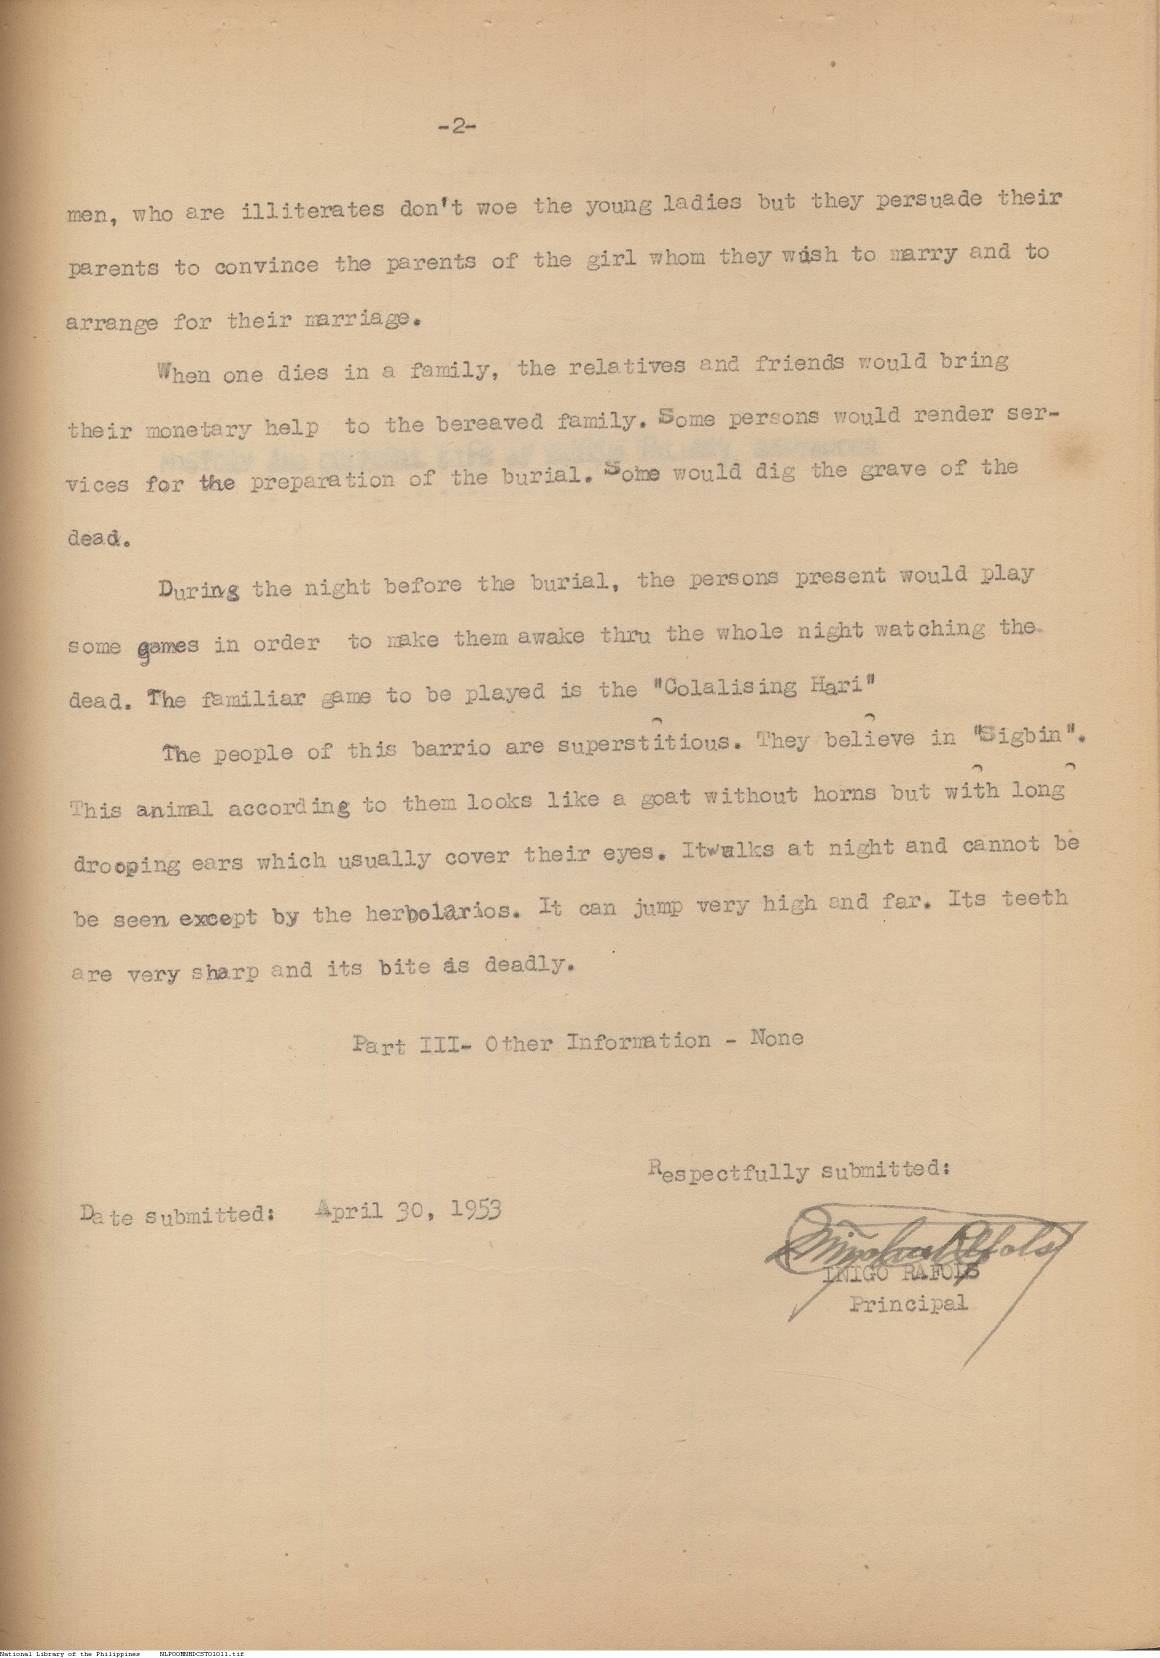 -2-
men, who are illiterates don't woe the young ladies but they persuade their
parents to convince the parents of the girl whom they wish to marry and to
arrange for their marriage.
When one dies in a family, the relatives and friends would bring
their monetary help to the bereaved family. Some persons would render ser-
vices for the preparation of the burial. Some would dig the grave of the
dead.
During the night before the burial, the persons present would play
some games in order to make them awake thru the whole night watching the
dead. The familiar game to be played is the "Colalising Hari"
The people of this barrio are superstitious. They believe in "Sigbin".
This animal according to them looks like a goat without horns but with long
drooping ears which usually cover their eyes. Itwalks at night and cannot be
be seen except by the herbolarios. It can jump very high and far. Its teeth
are very sharp and its bite is deadly.
Part III- Other Information - None
Respectfully submitted:
Date submitted: April 30, 1953
INIGO RAFOLS
Principal
National Library of the Philippines NLPOOMNHDCST01011.tif